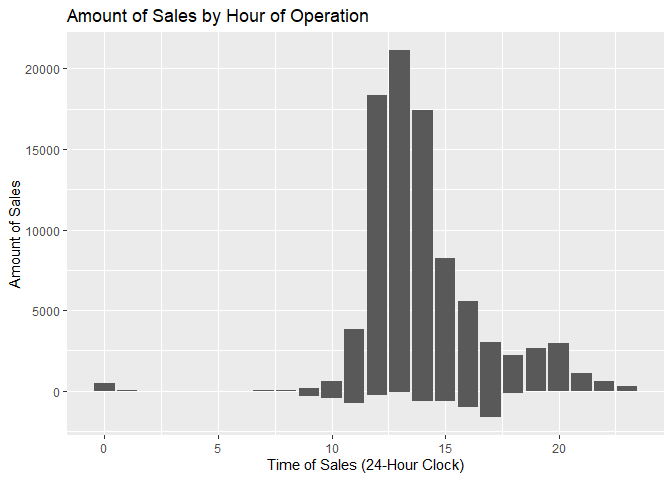 Amount of Sales by Hour of Operation
20000
15000
10000
5000
0
Amount of Sales
0 5 10 15 20
Time of Sales (24-Hour Clock)